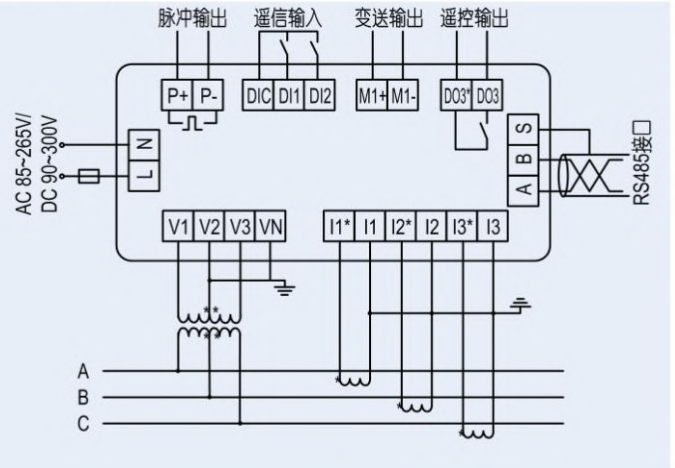 脉冲输出 遥信输入 变送输出 遥控输出
P+ P- DIC DI1 DI2 M1+ M1- DO3* DO3
AC 85~265V/
DC 90~300V
N
L
S
B
A
RS485接口
V1 V2 V3 VN I1* I1 I2* I2 I3* I3
* *
* *
A
*
B
*
C
*